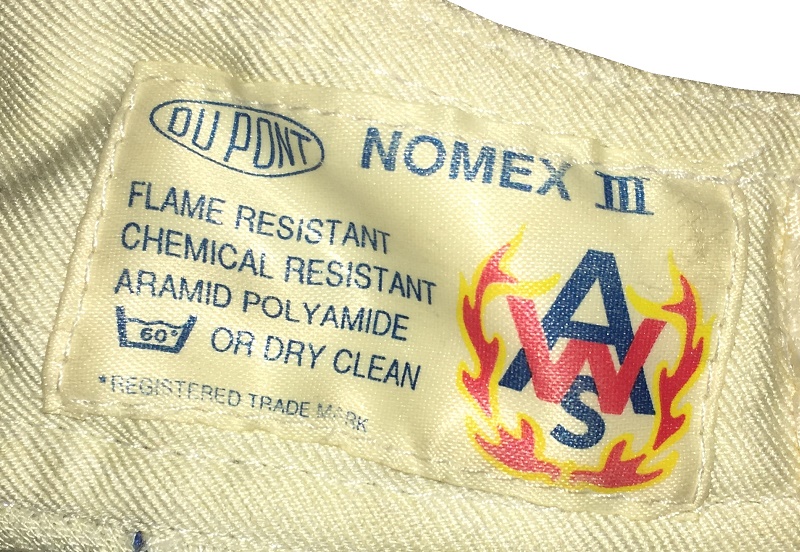 DU PONT NOMEX III
FLAME RESISTANT
CHEMICAL RESISTANT
ARAMID POLYAMIDE
60° OR DRY CLEAN
*REGISTERED TRADE MARK
AWS